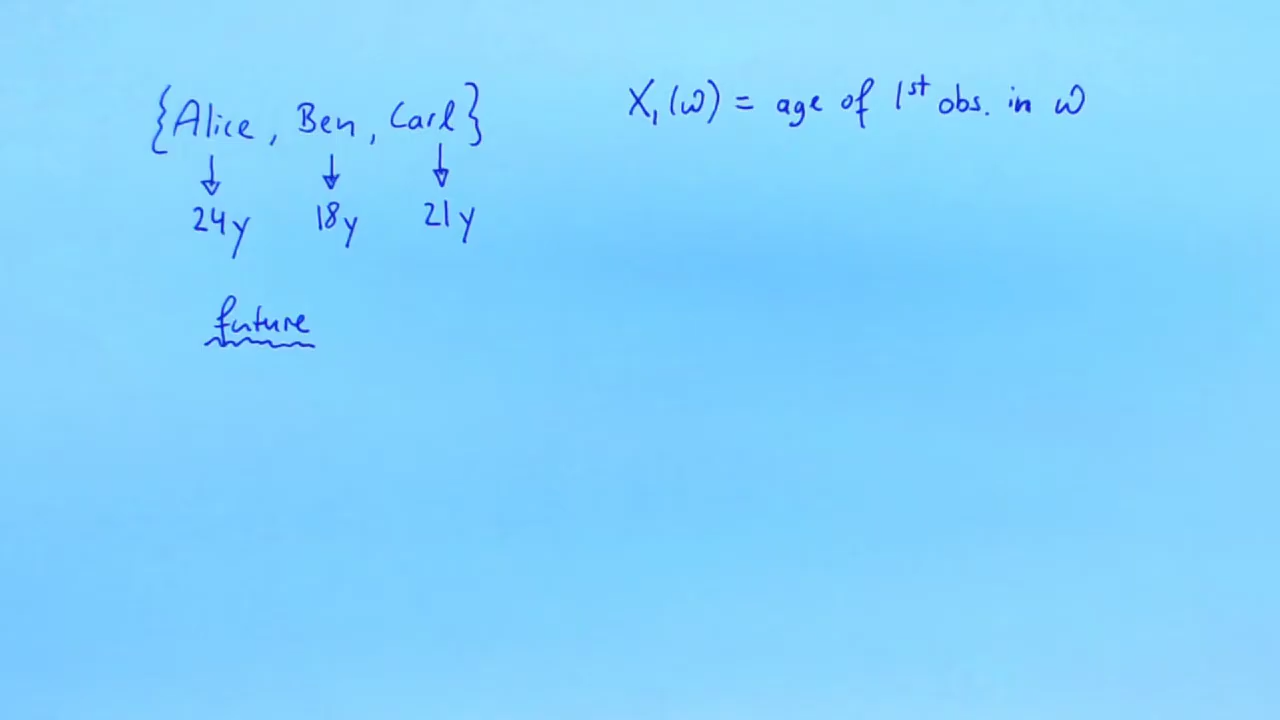 {Alice, Ben, Carl}
↓ ↓ ↓
24y 18y 21y
future
X₁(ω) = age of 1ˢᵗ obs. in ω